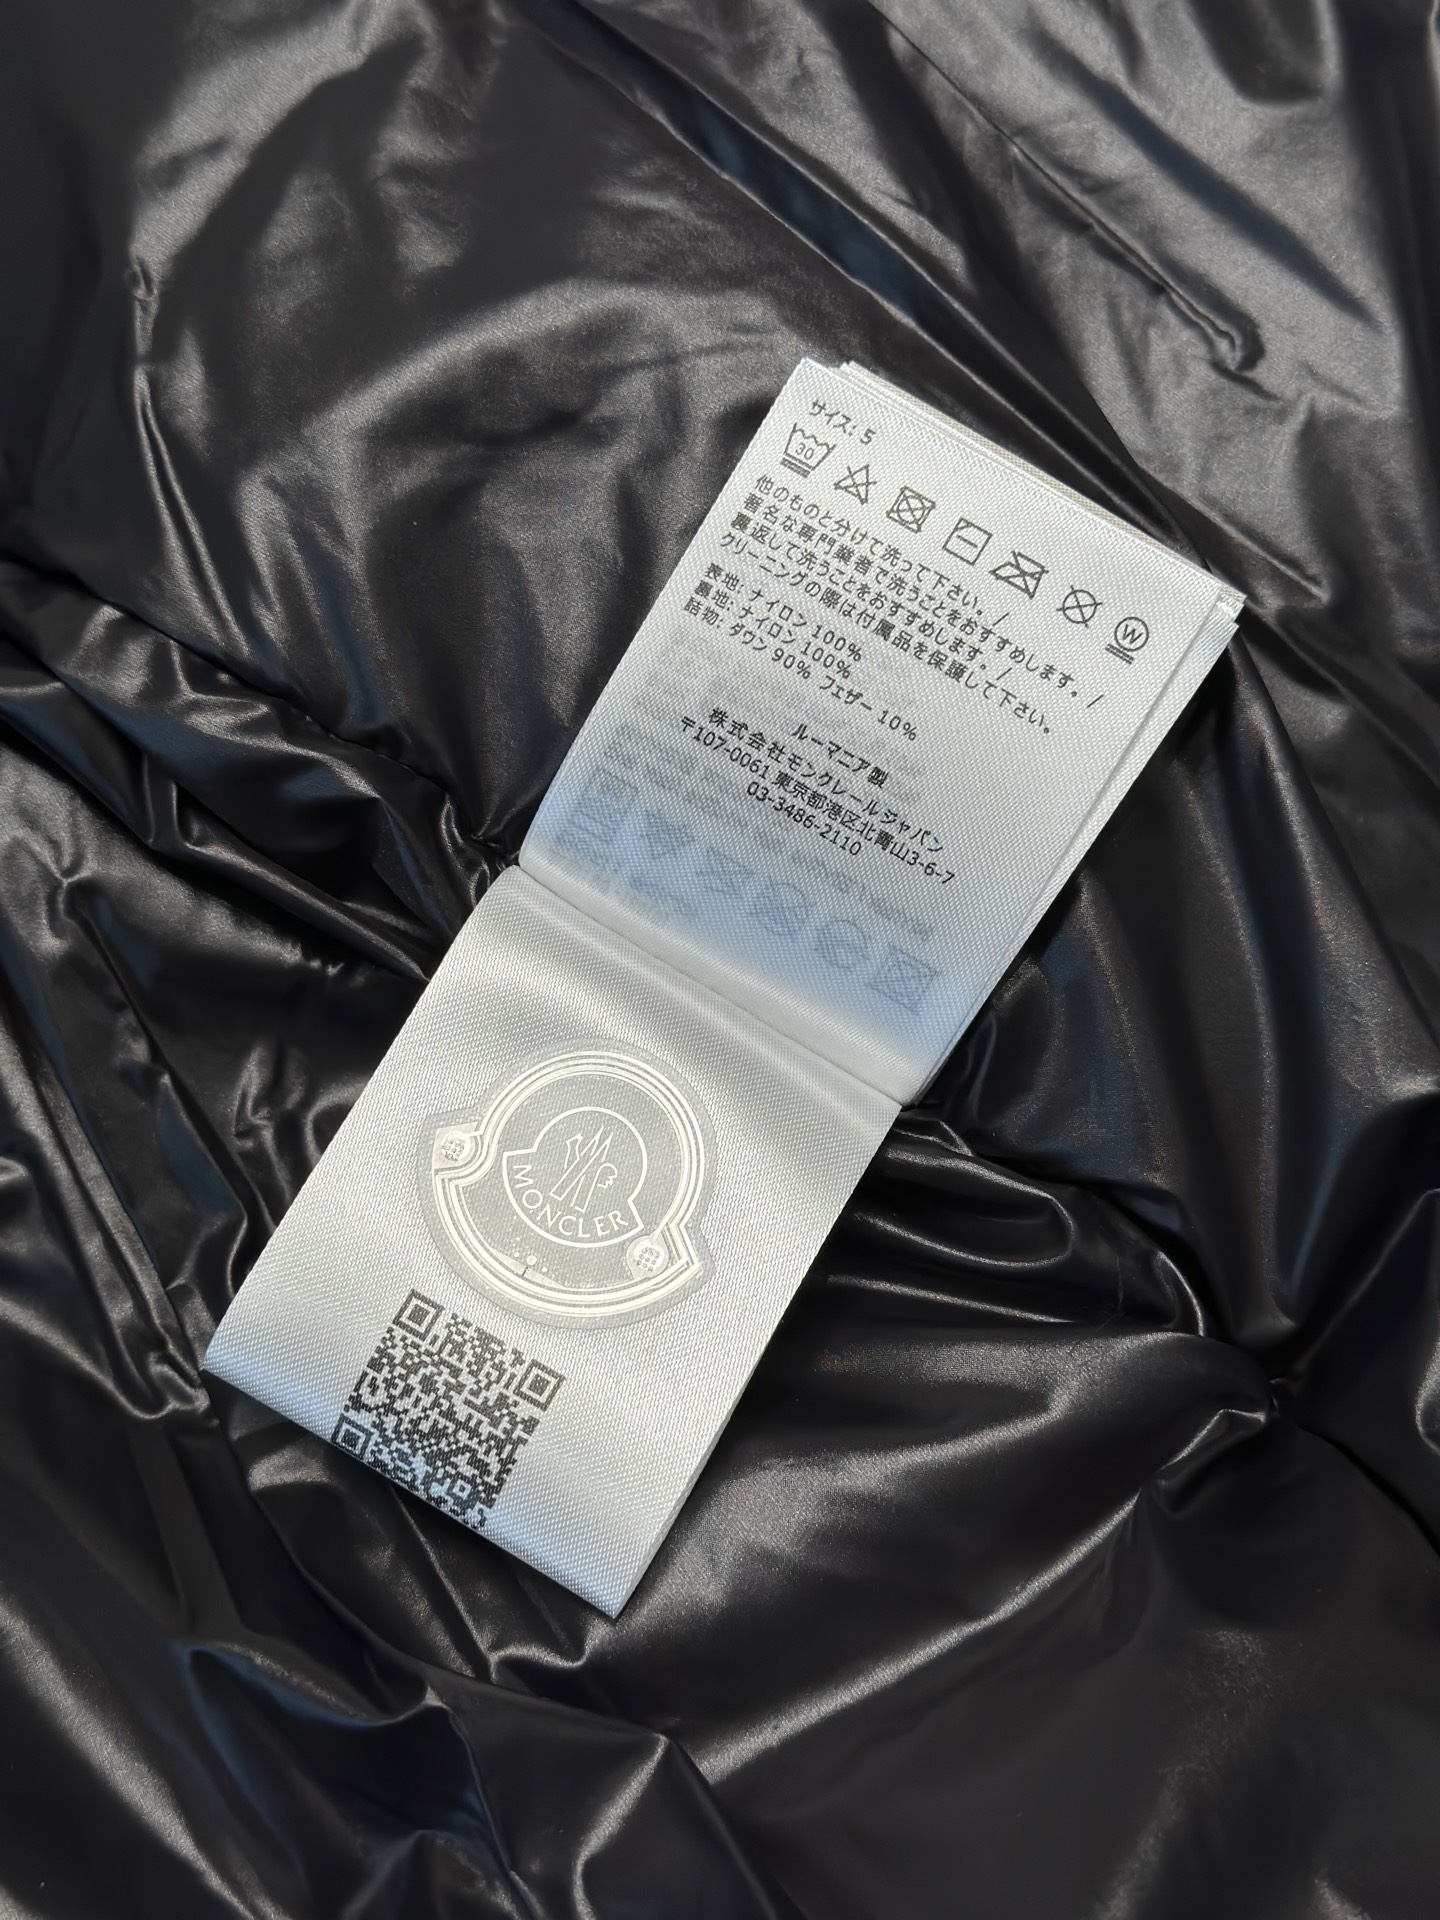 サイズ: 5
30
W
他のものと分けて洗って下さい。/
著名な専門業者で洗うことをおすすめします。/
裏返して洗うことをおすすめします。/
クリーニングの際は付属品を保護して下さい。
表地: ナイロン 100%
裏地: ナイロン 100%
詰物: ダウン 90% フェザー 10%
ルーマニア製
株式会社モンクレールジャパン
〒107-0061 東京都港区北青山3-6-7
03-3486-2110
MONCLER